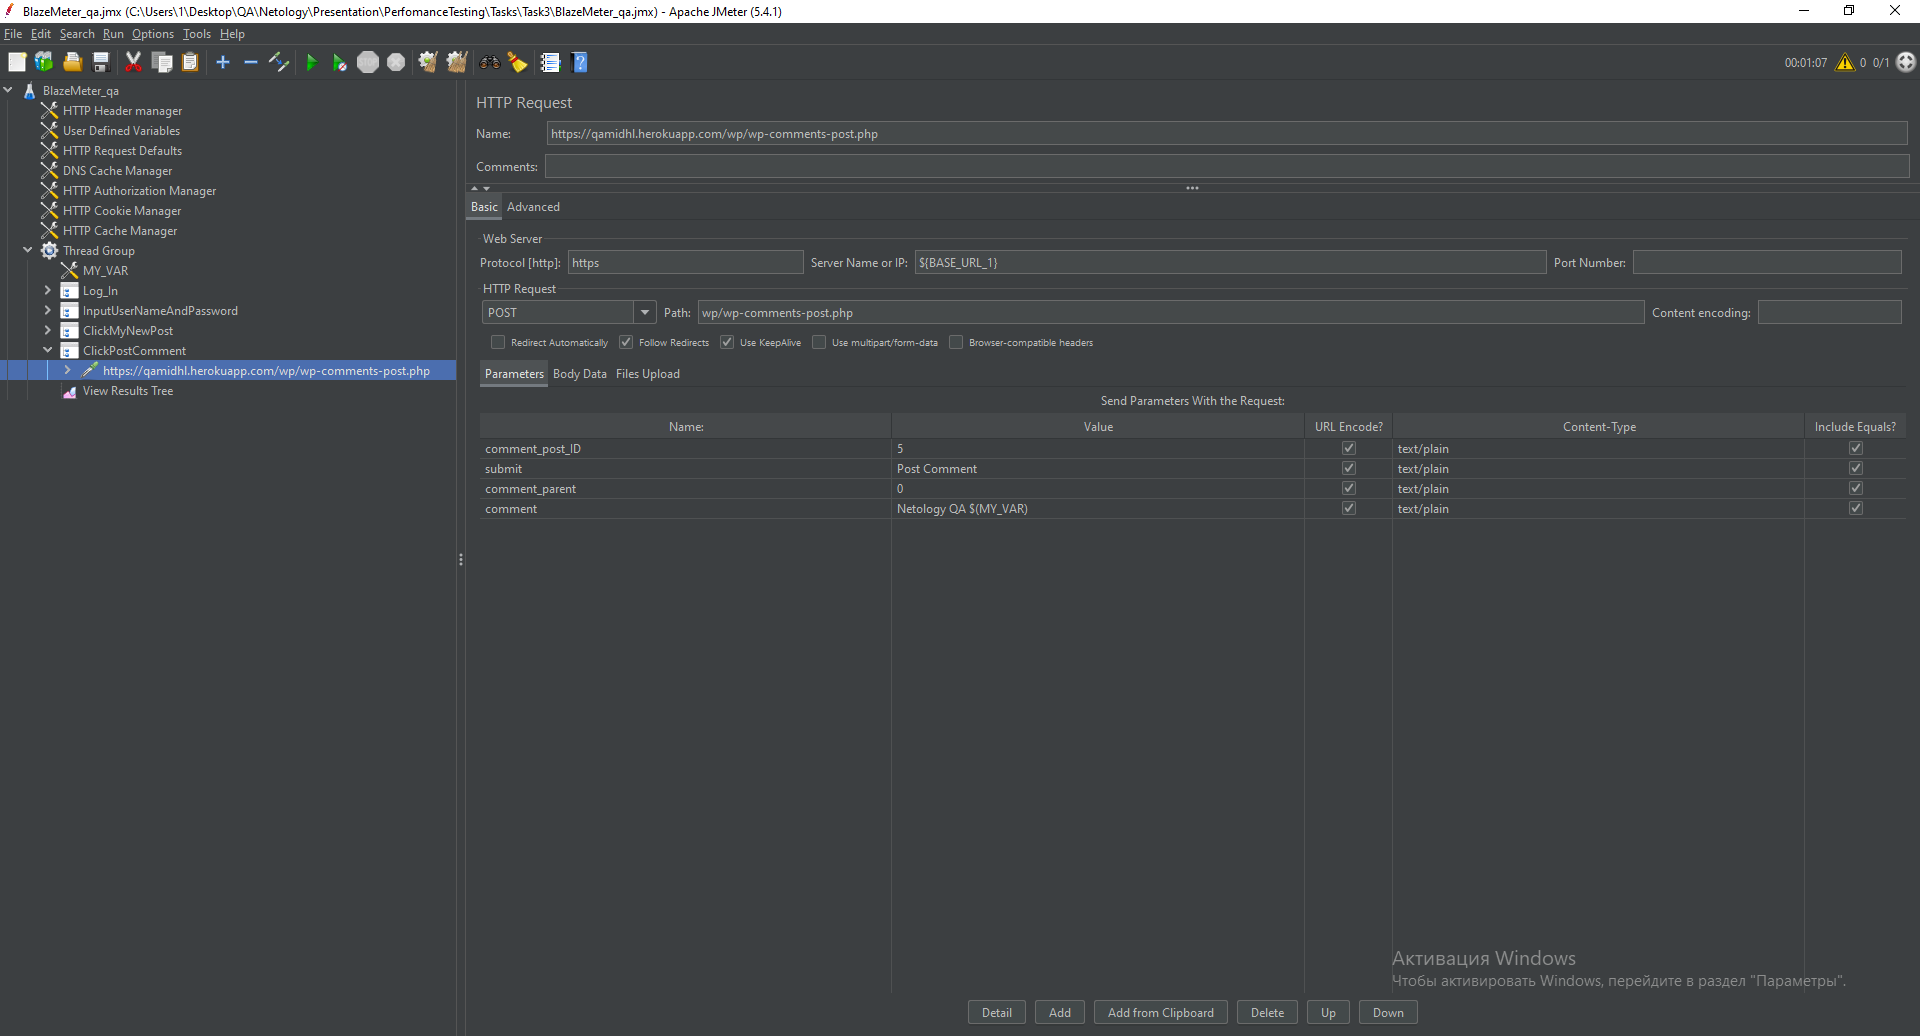 BlazeMeter_qa.jmx (C:\Users\1\Desktop\QA\Netology\Presentation\PerfomanceTesting\Tasks\Task3\BlazeMeter_qa.jmx) - Apache JMeter (5.4.1)
File Edit Search Run Options Tools Help
STOP
00:01:07 0 0/1
BlazeMeter_qa
HTTP Header manager
User Defined Variables
HTTP Request Defaults
DNS Cache Manager
HTTP Authorization Manager
HTTP Cookie Manager
HTTP Cache Manager
Thread Group
MY_VAR
Log_In
InputUserNameAndPassword
ClickMyNewPost
ClickPostComment
https://qamidhl.herokuapp.com/wp/wp-comments-post.php
View Results Tree
HTTP Request
Name: https://qamidhl.herokuapp.com/wp/wp-comments-post.php
Comments:
Basic Advanced
Web Server
Protocol [http]: https Server Name or IP: ${BASE_URL_1} Port Number:
HTTP Request
POST Path: wp/wp-comments-post.php Content encoding:
Redirect Automatically Follow Redirects Use KeepAlive Use multipart/form-data Browser-compatible headers
Parameters Body Data Files Upload
Send Parameters With the Request:
Name: Value URL Encode? Content-Type Include Equals?
comment_post_ID 5 text/plain
submit Post Comment text/plain
comment_parent 0 text/plain
comment Netology QA $(MY_VAR) text/plain
Активация Windows
Чтобы активировать Windows, перейдите в раздел "Параметры".
Detail Add Add from Clipboard Delete Up Down